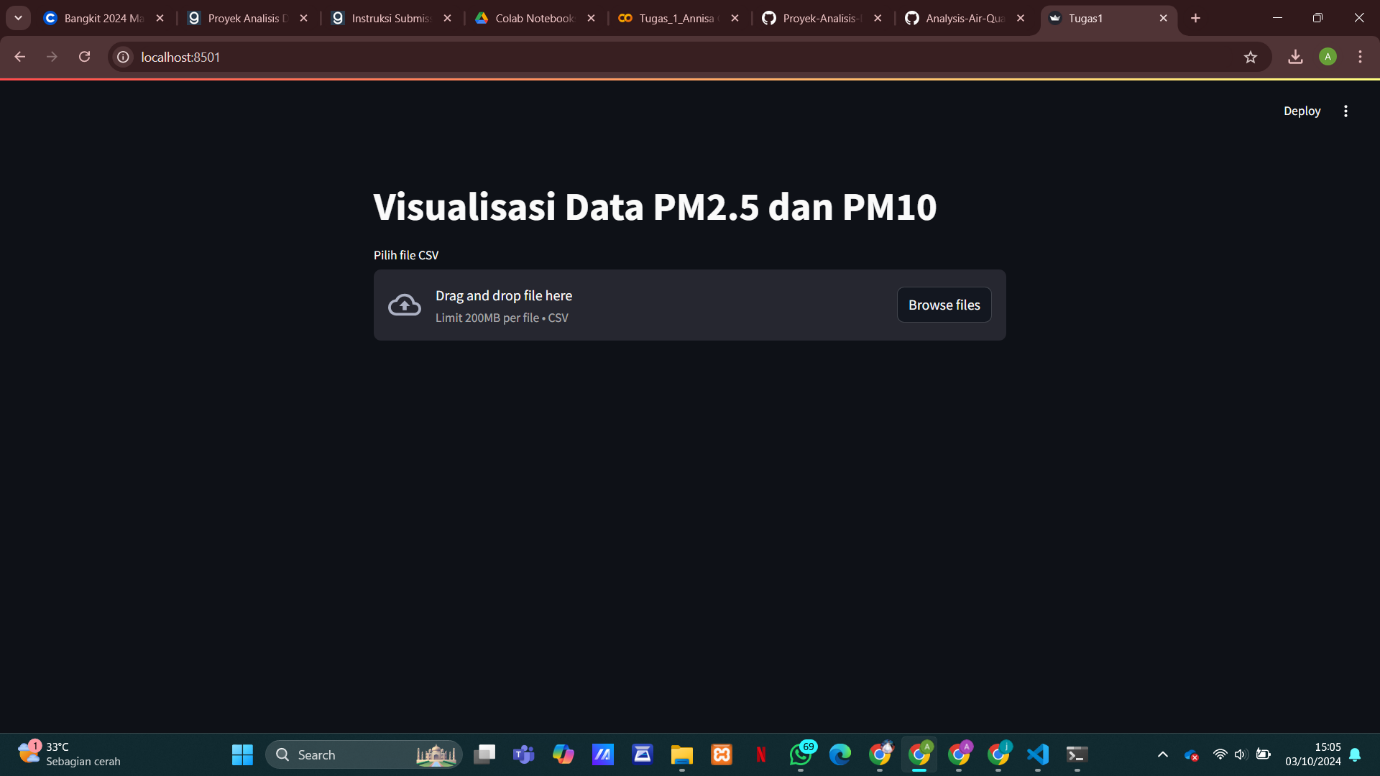 Bangkit 2024 Ma
Proyek Analisis D
Instruksi Submiss
Colab Notebook
Tugas_1_Annisa
Proyek-Analisis-
Analysis-Air-Qua
Tugas1
localhost:8501
A
Deploy
Visualisasi Data PM2.5 dan PM10
Pilih file CSV
Drag and drop file here
Limit 200MB per file • CSV
Browse files
1
33°C
Sebagian cerah
Search
69
A
A
j
15:05
03/10/2024